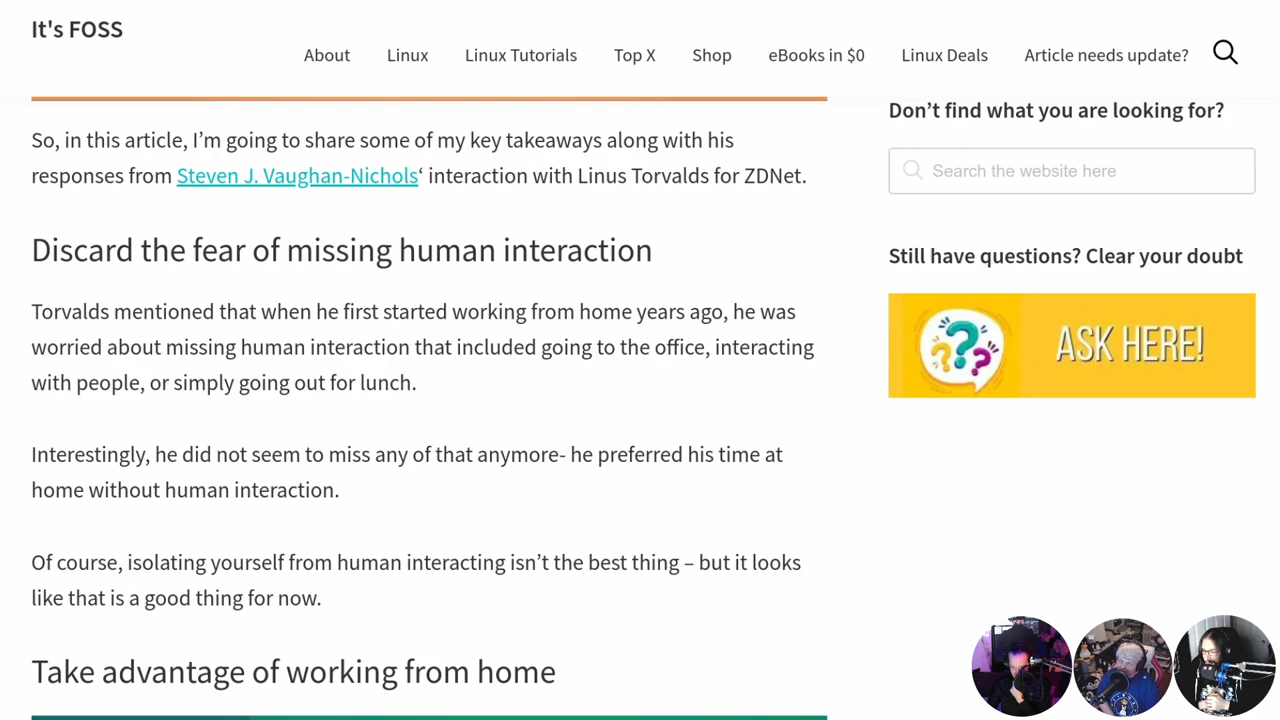 It's FOSS
About
Linux
Linux Tutorials
Top X
Shop
eBooks in $0
Linux Deals
Article needs update?
So, in this article, I’m going to share some of my key takeaways along with his
responses from Steven J. Vaughan-Nichols‘ interaction with Linus Torvalds for ZDNet.
Discard the fear of missing human interaction
Torvalds mentioned that when he first started working from home years ago, he was
worried about missing human interaction that included going to the office, interacting
with people, or simply going out for lunch.
Interestingly, he did not seem to miss any of that anymore- he preferred his time at
home without human interaction.
Of course, isolating yourself from human interacting isn’t the best thing – but it looks
like that is a good thing for now.
Take advantage of working from home
Don’t find what you are looking for?
Search the website here
Still have questions? Clear your doubt
ASK HERE!